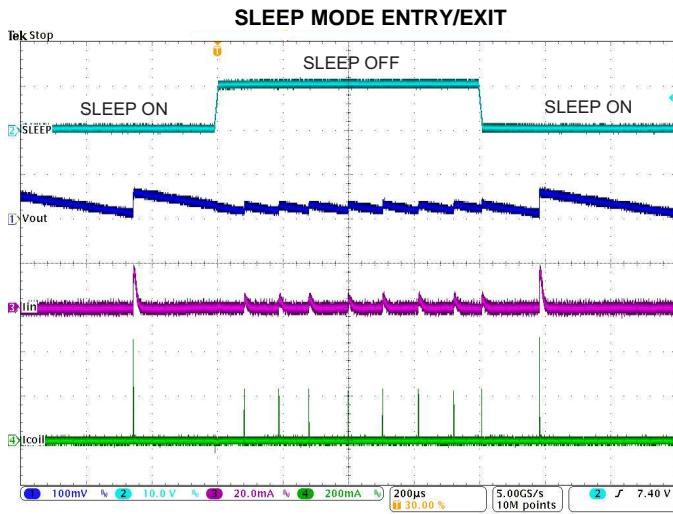 SLEEP MODE ENTRY/EXIT
Tek Stop
T
SLEEP OFF
SLEEP ON
SLEEP ON
2 SLEEP
1 Vout
3 Iin
4 Icoil
1 100mV 2 10.0 V 3 20.0mA 4 200mA 200µs 5.00GS/s 2 7.40 V
T 30.00 % 10M points